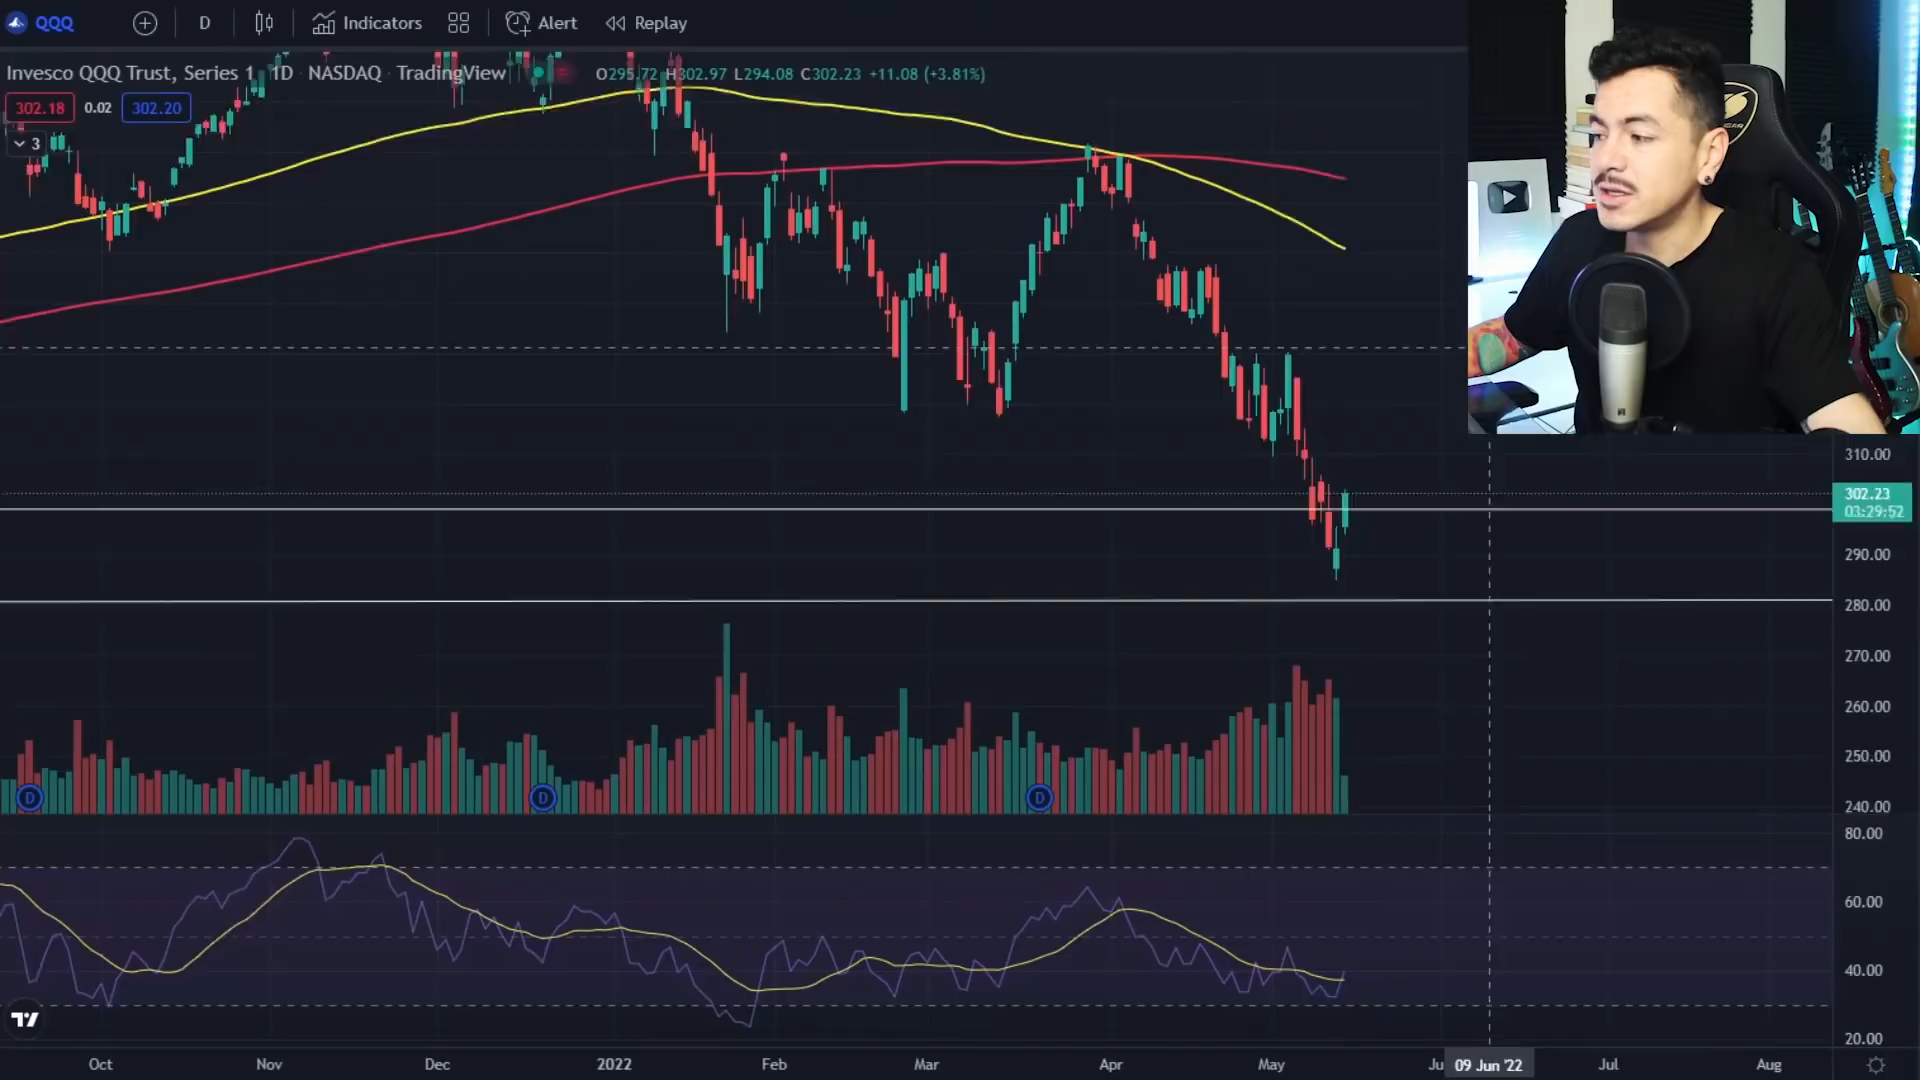 QQQ D Indicators Alert Replay
Invesco QQQ Trust, Series 1 · 1D · NASDAQ · TradingView O295.72 H302.97 L294.08 C302.23 +11.08 (+3.81%)
302.18 0.02 302.20
3
310.00
302.23
03:29:52
290.00
280.00
270.00
260.00
250.00
D D D
240.00
80.00
60.00
40.00
20.00
Oct Nov Dec 2022 Feb Mar Apr May Ju 09 Jun '22 Jul Aug